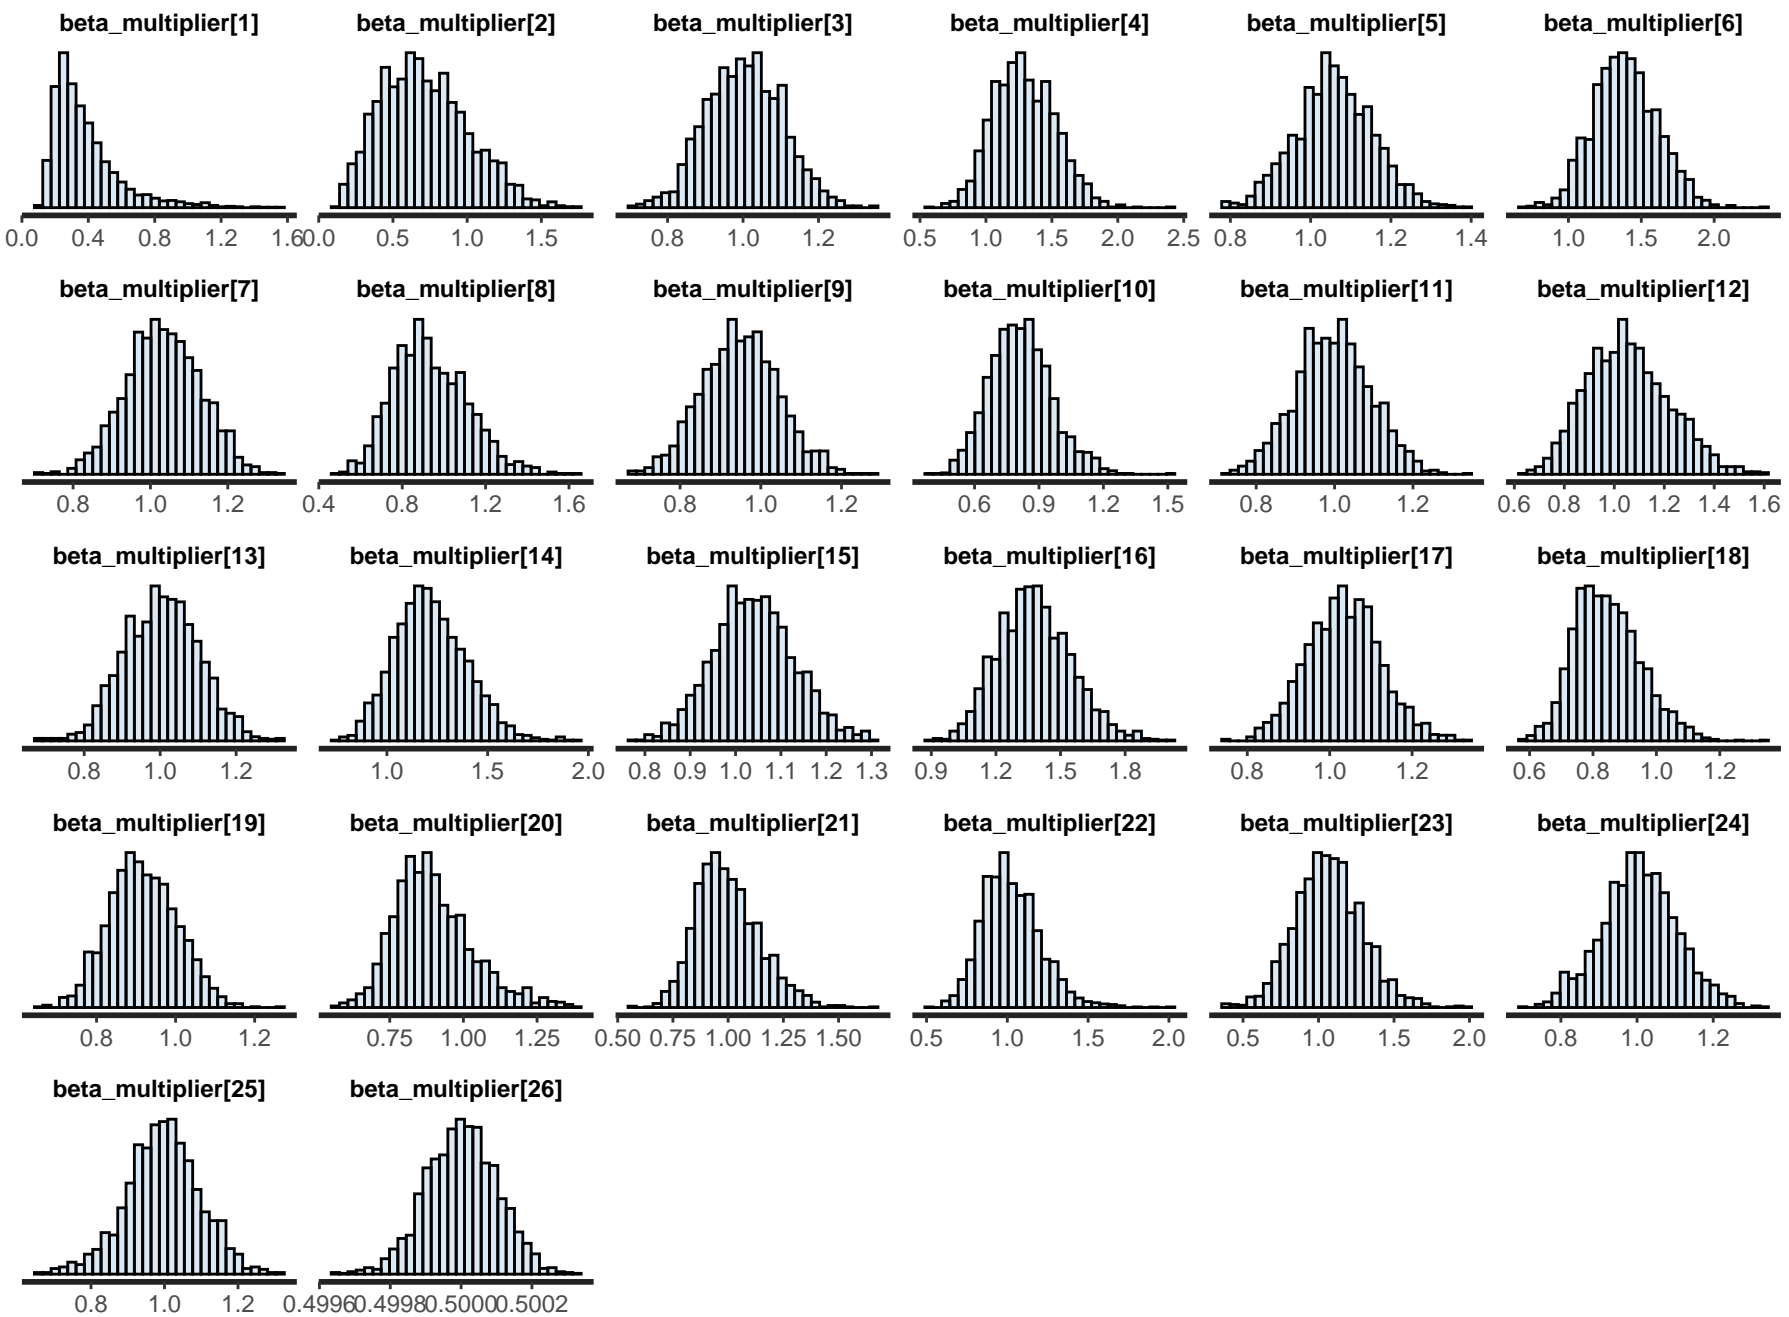 beta_multiplier[1] beta_multiplier[2] beta_multiplier[3] beta_multiplier[4] beta_multiplier[5] beta_multiplier[6]
0.0 0.4 0.8 1.2 1.6 0.0 0.5 1.0 1.5 0.8 1.0 1.2 0.5 1.0 1.5 2.0 2.5 0.8 1.0 1.2 1.4 1.0 1.5 2.0
beta_multiplier[7] beta_multiplier[8] beta_multiplier[9] beta_multiplier[10] beta_multiplier[11] beta_multiplier[12]
0.8 1.0 1.2 0.4 0.8 1.2 1.6 0.8 1.0 1.2 0.6 0.9 1.2 1.5 0.8 1.0 1.2 0.6 0.8 1.0 1.2 1.4 1.6
beta_multiplier[13] beta_multiplier[14] beta_multiplier[15] beta_multiplier[16] beta_multiplier[17] beta_multiplier[18]
0.8 1.0 1.2 1.0 1.5 2.0 0.8 0.9 1.0 1.1 1.2 1.3 0.9 1.2 1.5 1.8 0.8 1.0 1.2 0.6 0.8 1.0 1.2
beta_multiplier[19] beta_multiplier[20] beta_multiplier[21] beta_multiplier[22] beta_multiplier[23] beta_multiplier[24]
0.8 1.0 1.2 0.75 1.00 1.25 0.50 0.75 1.00 1.25 1.50 0.5 1.0 1.5 2.0 0.5 1.0 1.5 2.0 0.8 1.0 1.2
beta_multiplier[25] beta_multiplier[26]
0.8 1.0 1.2 0.4996 0.4998 0.5000 0.5002